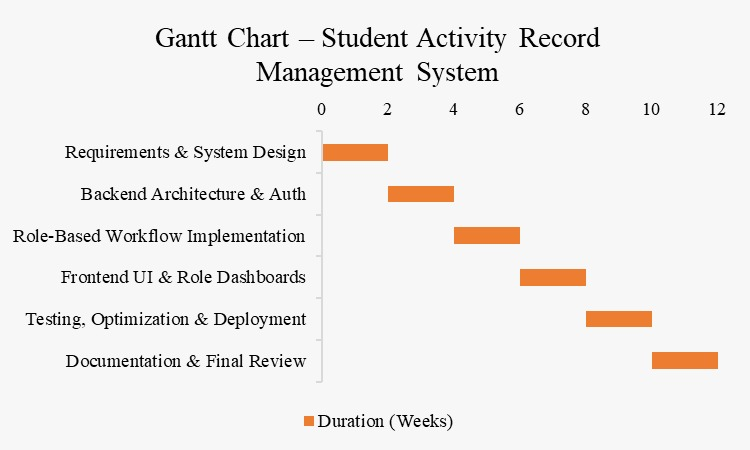 Gantt Chart – Student Activity Record
Management System
0 2 4 6 8 10 12
Requirements & System Design
Backend Architecture & Auth
Role-Based Workflow Implementation
Frontend UI & Role Dashboards
Testing, Optimization & Deployment
Documentation & Final Review
Duration (Weeks)